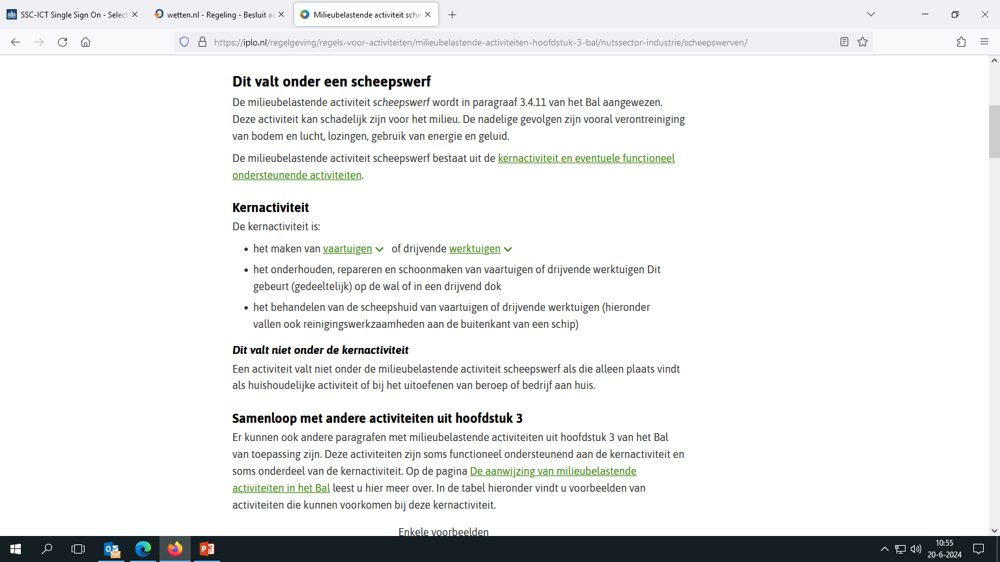 SSC-ICT Single Sign On - Selecti
wetten.nl - Regeling - Besluit ac
Milieubelastende activiteit sche
https://iplo.nl/regelgeving/regels-voor-activiteiten/milieubelastende-activiteiten-hoofdstuk-3-bal/nutssector-industrie/scheepswerven/
Dit valt onder een scheepswerf
De milieubelastende activiteit scheepswerf wordt in paragraaf 3.4.11 van het Bal aangewezen.
Deze activiteit kan schadelijk zijn voor het milieu. De nadelige gevolgen zijn vooral verontreiniging
van bodem en lucht, lozingen, gebruik van energie en geluid.
De milieubelastende activiteit scheepswerf bestaat uit de kernactiviteit en eventuele functioneel
ondersteunende activiteiten.
Kernactiviteit
De kernactiviteit is:
• het maken van vaartuigen of drijvende werktuigen
• het onderhouden, repareren en schoonmaken van vaartuigen of drijvende werktuigen Dit
gebeurt (gedeeltelijk) op de wal of in een drijvend dok
• het behandelen van de scheepshuid van vaartuigen of drijvende werktuigen (hieronder
vallen ook reinigingswerkzaamheden aan de buitenkant van een schip)
Dit valt niet onder de kernactiviteit
Een activiteit valt niet onder de milieubelastende activiteit scheepswerf als die alleen plaats vindt
als huishoudelijke activiteit of bij het uitoefenen van beroep of bedrijf aan huis.
Samenloop met andere activiteiten uit hoofdstuk 3
Er kunnen ook andere paragrafen met milieubelastende activiteiten uit hoofdstuk 3 van het Bal
van toepassing zijn. Deze activiteiten zijn soms functioneel ondersteunend aan de kernactiviteit en
soms onderdeel van de kernactiviteit. Op de pagina De aanwijzing van milieubelastende
activiteiten in het Bal leest u hier meer over. In de tabel hieronder vindt u voorbeelden van
activiteiten die kunnen voorkomen bij deze kernactiviteit.
Enkele voorbeelden
10:55
20-6-2024